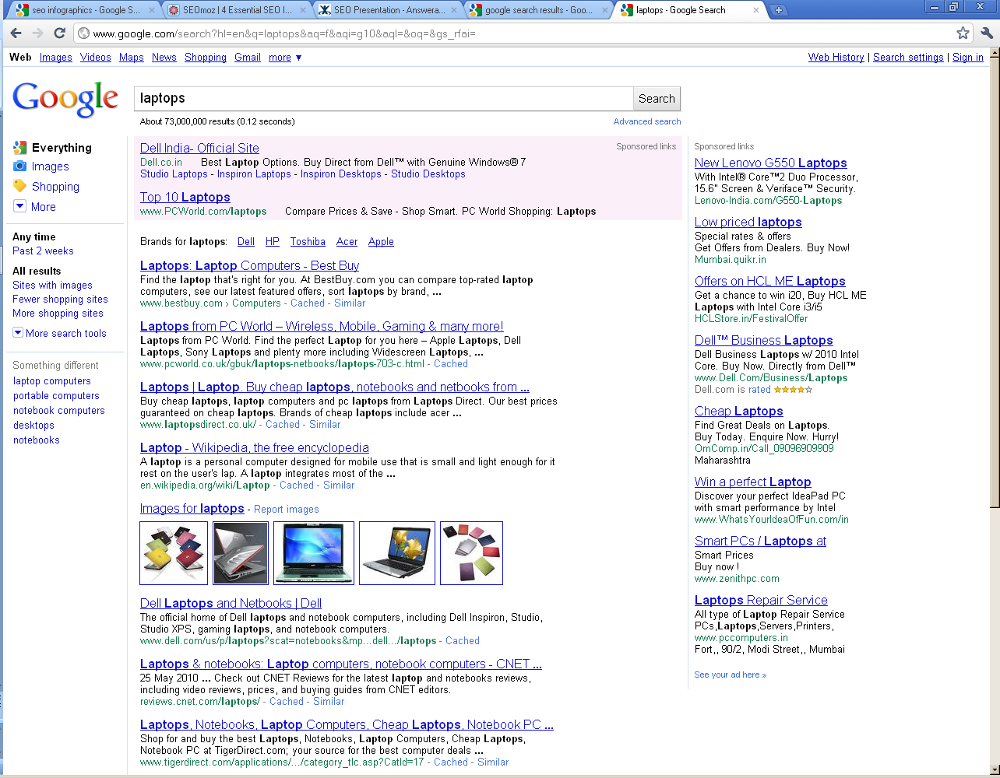 seo infographics - Google S...
SEOmoz | 4 Essential SEO I...
SEO Presentation - Answera...
google search results - Goo...
laptops - Google Search
www.google.com/search?hl=en&q=laptops&aq=f&aqi=g10&aql=&oq=&gs_rfai=
Web Images Videos Maps News Shopping Gmail more ▼
Web History | Search settings | Sign in
Google
laptops
Search
About 73,000,000 results (0.12 seconds)
Advanced search
Everything
Images
Shopping
More
Any time
Past 2 weeks
All results
Sites with images
Fewer shopping sites
More shopping sites
More search tools
Something different
laptop computers
portable computers
notebook computers
desktops
notebooks
Dell India- Official Site
Sponsored links
Dell.co.in Best Laptop Options. Buy Direct from Dell™ with Genuine Windows® 7
Studio Laptops - Inspiron Laptops - Inspiron Desktops - Studio Desktops
Top 10 Laptops
www.PCWorld.com/laptops Compare Prices & Save - Shop Smart. PC World Shopping: Laptops
Brands for laptops: Dell HP Toshiba Acer Apple
Laptops: Laptop Computers - Best Buy
Find the laptop that's right for you. At BestBuy.com you can compare top-rated laptop
computers, see our latest featured offers, sort laptops by brand, ...
www.bestbuy.com › Computers - Cached - Similar
Laptops from PC World – Wireless, Mobile, Gaming & many more!
Laptops from PC World. Find the perfect Laptop for you here – Apple Laptops, Dell
Laptops, Sony Laptops and plenty more including Widescreen Laptops, ...
www.pcworld.co.uk/gbuk/laptops-netbooks/laptops-703-c.html - Cached
Laptops | Laptop. Buy cheap laptops, notebooks and netbooks from ...
Buy cheap laptops, laptop computers and pc laptops from Laptops Direct. Our best prices
guaranteed on cheap laptops. Brands of cheap laptops include acer ...
www.laptopsdirect.co.uk/ - Cached - Similar
Laptop - Wikipedia, the free encyclopedia
A laptop is a personal computer designed for mobile use that is small and light enough for it
rest on the user's lap. A laptop integrates most of the ...
en.wikipedia.org/wiki/Laptop - Cached - Similar
Images for laptops - Report images
Dell Laptops and Netbooks | Dell
The official home of Dell laptops and notebook computers, including Dell Inspiron, Studio,
Studio XPS, gaming laptops, and notebook computers.
www.dell.com/us/p/laptops?scat=notebooks&mp...dell.../laptops - Cached
Laptops & notebooks: Laptop computers, notebook computers - CNET ...
25 May 2010 ... Check out CNET Reviews for the latest laptop and notebooks reviews,
including video reviews, prices, and buying guides from CNET editors.
reviews.cnet.com/laptops/ - Cached - Similar
Laptops, Notebooks, Laptop Computers, Cheap Laptops, Notebook PC ...
Shop for and buy the best Laptops, Notebooks, Laptop Computers, Cheap Laptops,
Notebook PC at TigerDirect.com; your source for the best computer deals ...
www.tigerdirect.com/applications/.../category_tlc.asp?CatId=17 - Cached - Similar
Sponsored links
New Lenovo G550 Laptops
With Intel® Core™2 Duo Processor,
15.6" Screen & Veriface™ Security.
Lenovo-India.com/G550-Laptops
Low priced laptops
Special rates & offers
Get Offers from Dealers. Buy Now!
Mumbai.quikr.in
Offers on HCL ME Laptops
Get a chance to win i20, Buy HCL ME
Laptops with Intel Core i3/i5
HCLStore.in/FestivalOffer
Dell™ Business Laptops
Dell Business Laptops w/ 2010 Intel
Core. Buy Now. Directly from Dell™
www.Dell.Com/Business/Laptops
Dell.com is rated
Cheap Laptops
Find Great Deals on Laptops.
Buy Today. Enquire Now. Hurry!
OmComp.in/Call_09096909909
Maharashtra
Win a perfect Laptop
Discover your perfect IdeaPad PC
with smart performance by Intel
www.WhatsYourIdeaOfFun.com/in
Smart PCs / Laptops at
Smart Prices
Buy now !
www.zenithpc.com
Laptops Repair Service
All type of Laptop Repair Service
PCs,Laptops,Servers,Printers,
www.pccomputers.in
Fort,, 90/2, Modi Street,, Mumbai
See your ad here »